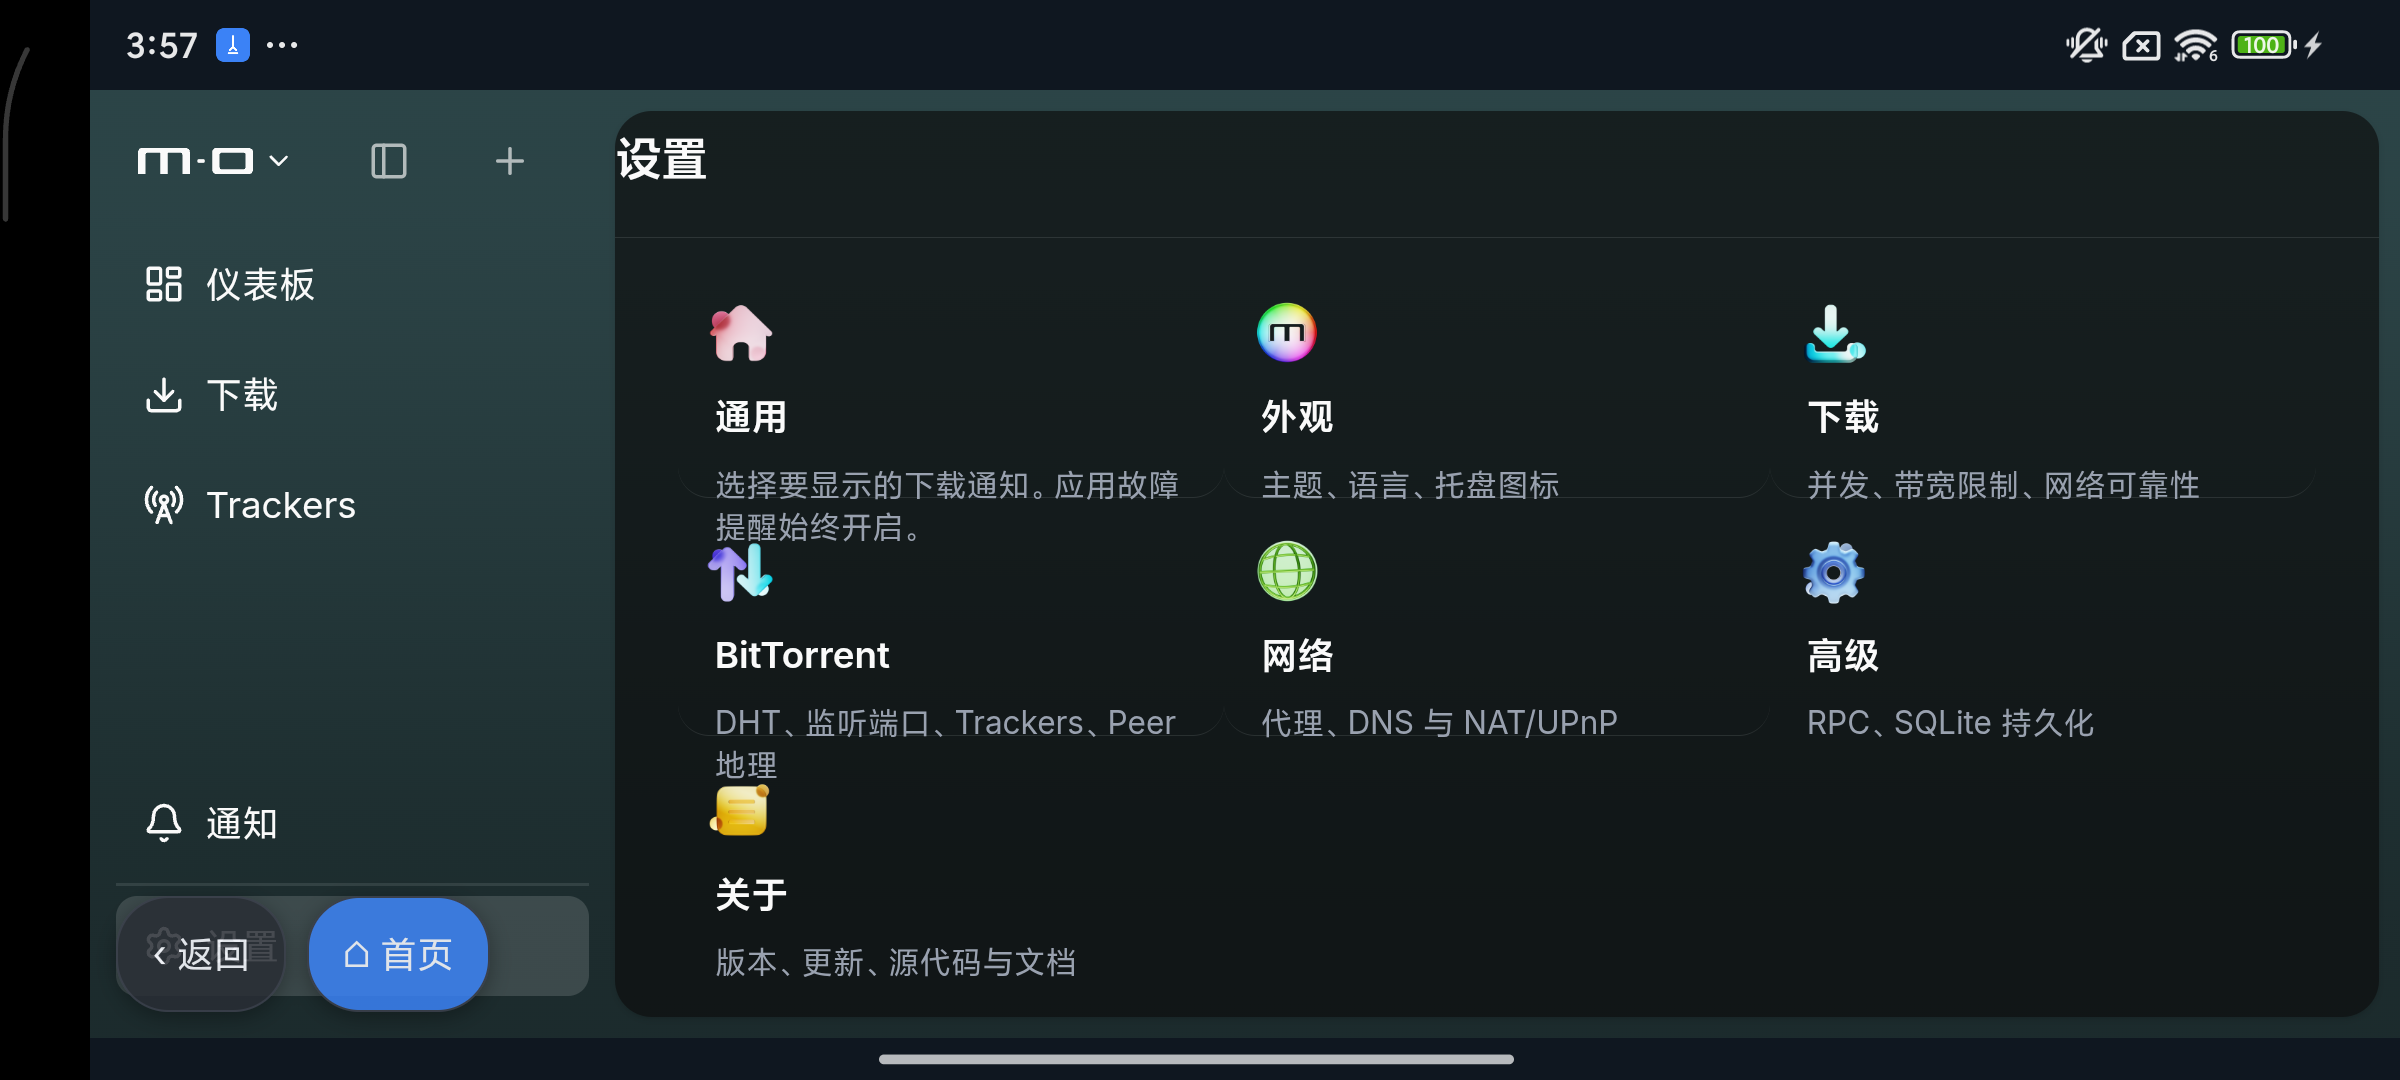 3:57
6
100
m-o
设置
仪表板
下载
Trackers
通知
设置
‹ 返回
首页
通用
选择要显示的下载通知。应用故障
提醒始终开启。
m
外观
主题、语言、托盘图标
下载
并发、带宽限制、网络可靠性
BitTorrent
DHT、监听端口、Trackers、Peer
地理
网络
代理、DNS 与 NAT/UPnP
高级
RPC、SQLite 持久化
关于
版本、更新、源代码与文档